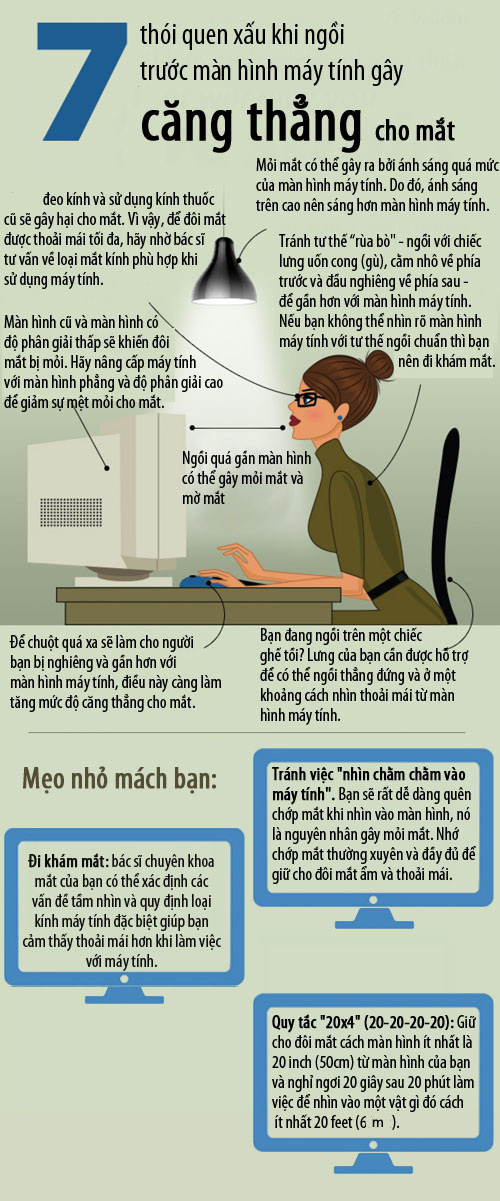 7
thói quen xấu khi ngồi
trước màn hình máy tính gây
căng thẳng cho mắt
Mỏi mắt có thể gây ra bởi ánh sáng quá mức
của màn hình máy tính. Do đó, ánh sáng
trên cao nên sáng hơn màn hình máy tính.
đeo kính và sử dụng kính thuốc
cũ sẽ gây hại cho mắt. Vì vậy, để đôi mắt
được thoải mái tối đa, hãy nhờ bác sĩ
tư vấn về loại mắt kính phù hợp khi
sử dụng máy tính.
Tránh tư thế “rùa bò" - ngồi với chiếc
lưng uốn cong (gù), cằm nhô về phía
trước và đầu nghiêng về phía sau -
để gần hơn với màn hình máy tính.
Nếu bạn không thể nhìn rõ màn hình
máy tính với tư thế ngồi chuẩn thì bạn
nên đi khám mắt.
Màn hình cũ và màn hình có
độ phân giải thấp sẽ khiến đôi
mắt bị mỏi. Hãy nâng cấp máy tính
với màn hình phẳng và độ phân giải cao
để giảm sự mệt mỏi cho mắt.
Ngồi quá gần màn hình
có thể gây mỏi mắt và
mờ mắt
Để chuột quá xa sẽ làm cho người
bạn bị nghiêng và gần hơn với
màn hình máy tính, điều này càng làm
tăng mức độ căng thẳng cho mắt.
Bạn đang ngồi trên một chiếc
ghế tồi? Lưng của bạn cần được hỗ trợ
để có thể ngồi thẳng đứng và ở một
khoảng cách nhìn thoải mái từ màn
hình máy tính.
Mẹo nhỏ mách bạn:
Tránh việc "nhìn chằm chằm vào
máy tính". Bạn sẽ rất dễ dàng quên
chớp mắt khi nhìn vào màn hình, nó
là nguyên nhân gây mỏi mắt. Nhớ
chớp mắt thường xuyên và đầy đủ để
giữ cho đôi mắt ẩm và thoải mái.
Đi khám mắt: bác sĩ chuyên khoa
mắt của bạn có thể xác định các
vấn đề tầm nhìn và quy định loại
kính máy tính đặc biệt giúp bạn
cảm thấy thoải mái hơn khi làm việc
với máy tính.
Quy tắc "20x4" (20-20-20-20): Giữ
cho đôi mắt cách màn hình ít nhất là
20 inch (50cm) từ màn hình của bạn
và nghỉ ngơi 20 giây sau 20 phút làm
việc để nhìn vào một vật gì đó cách
ít nhất 20 feet (6 m ).